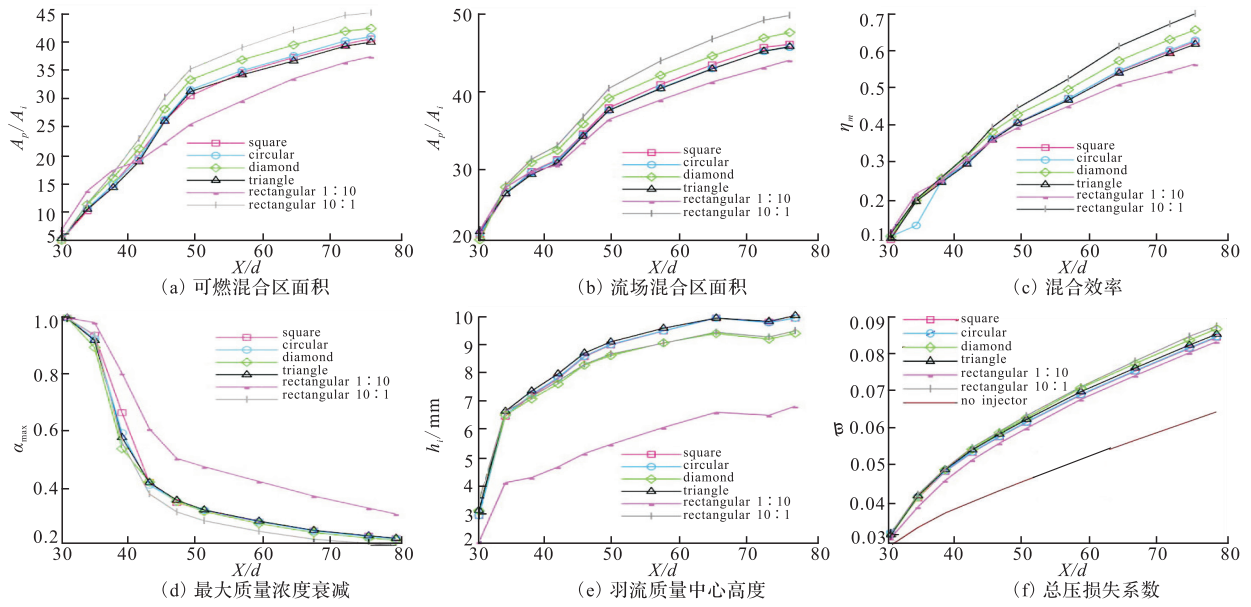 45
40
35
30
25
20
15
10
5
30
40
50
60
70
80
A_p/A_i
X/d
square
circular
diamond
triangle
rectangular 1∶10
rectangular 10∶1
(a) 可燃混合区面积
50
40
30
20
30
40
50
60
70
80
A_p/A_i
X/d
square
circular
diamond
triangle
rectangular 1∶10
rectangular 10∶1
(b) 流场混合区面积
0.7
0.6
0.5
0.4
0.3
0.2
0.1
30
40
50
60
70
80
η_m
X/d
square
circular
diamond
triangle
rectangular 1∶10
rectangular 10∶1
(c) 混合效率
1.0
0.8
0.6
0.4
0.2
30
40
50
60
70
80
α_max
X/d
square
circular
diamond
triangle
rectangular 1∶10
rectangular 10∶1
(d) 最大质量浓度衰减
10
9
8
7
6
5
4
3
2
30
40
50
60
70
80
h_i/mm
X/d
square
circular
diamond
triangle
rectangular 1∶10
rectangular 10∶1
(e) 羽流质量中心高度
0.09
0.08
0.07
0.06
0.05
0.04
0.03
30
40
50
60
70
80
ϖ
X/d
square
circular
diamond
triangle
rectangular 1∶10
rectangular 10∶1
no injector
(f) 总压损失系数